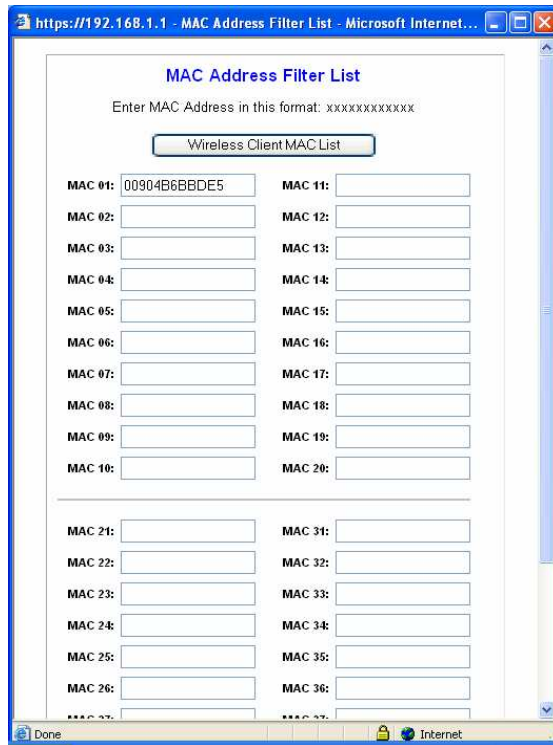 https://192.168.1.1 - MAC Address Filter List - Microsoft Internet...
MAC Address Filter List
Enter MAC Address in this format: xxxxxxxxxxxx
Wireless Client MAC List
MAC 01: 00904B6BBDE5 MAC 11:
MAC 02: MAC 12:
MAC 03: MAC 13:
MAC 04: MAC 14:
MAC 05: MAC 15:
MAC 06: MAC 16:
MAC 07: MAC 17:
MAC 08: MAC 18:
MAC 09: MAC 19:
MAC 10: MAC 20:
MAC 21: MAC 31:
MAC 22: MAC 32:
MAC 23: MAC 33:
MAC 24: MAC 34:
MAC 25: MAC 35:
MAC 26: MAC 36:
MAC 27: MAC 37:
Done Internet